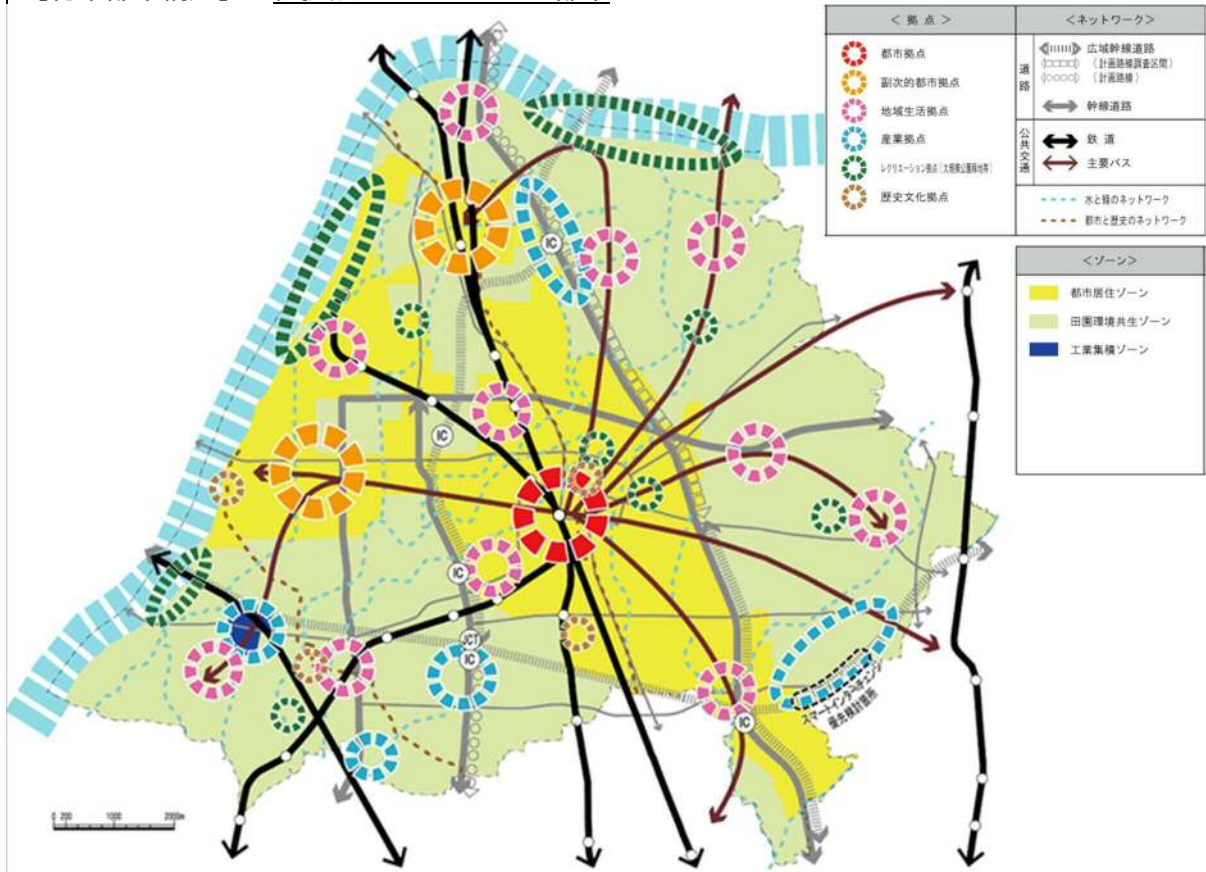 ＜ 拠 点 ＞
都市拠点
副次的都市拠点
地域生活拠点
産業拠点
レクリエーション拠点(大規模公園緑地等)
歴史文化拠点
＜ネットワーク＞
道路
広域幹線道路
(計画路線調査区間)
(計画路線)
幹線道路
公共交通
鉄 道
主要バス
水と緑のネットワーク
都市と歴史のネットワーク
＜ゾーン＞
都市居住ゾーン
田園環境共生ゾーン
工業集積ゾーン
IC
IC
IC
JCT
IC
IC
スマートインターチェンジ
優先検討箇所
0 200 1000 2000m